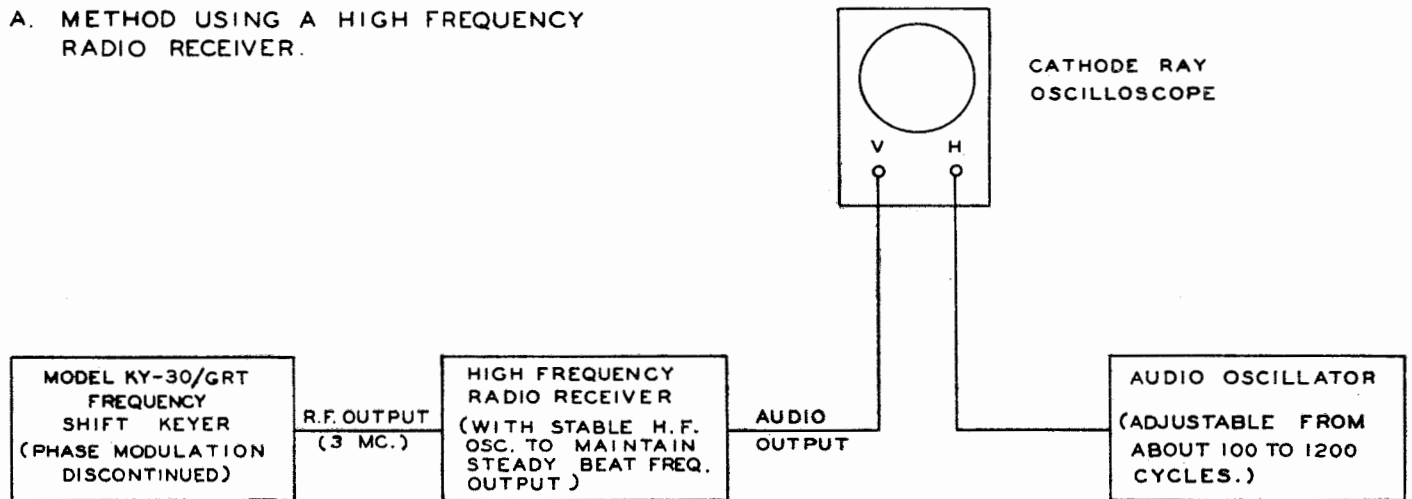 A. METHOD USING A HIGH FREQUENCY
RADIO RECEIVER.
CATHODE RAY
OSCILLOSCOPE
V H
MODEL KY-30/GRT
FREQUENCY
SHIFT KEYER
(PHASE MODULATION
DISCONTINUED)
R.F. OUTPUT
(3 MC.)
HIGH FREQUENCY
RADIO RECEIVER
(WITH STABLE H.F.
OSC. TO MAINTAIN
STEADY BEAT FREQ.
OUTPUT)
AUDIO
OUTPUT
AUDIO OSCILLATOR
(ADJUSTABLE FROM
ABOUT 100 TO 1200
CYCLES.)